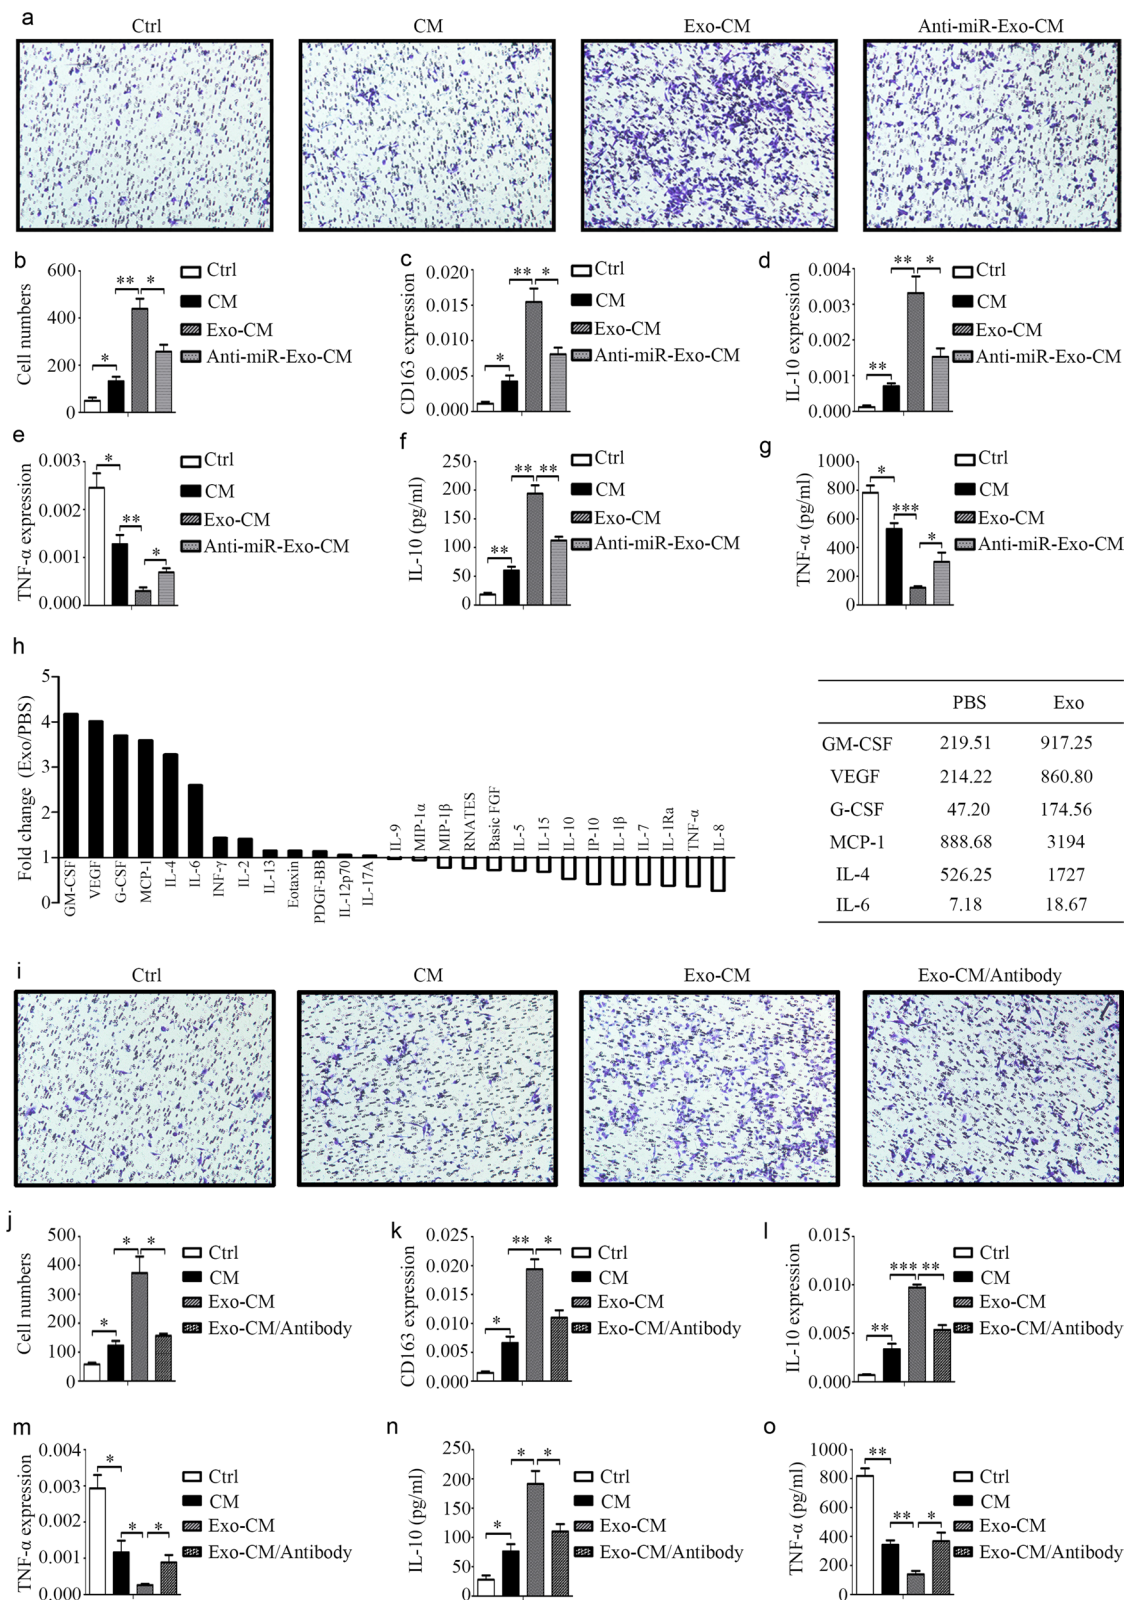 a
Ctrl CM Exo-CM Anti-miR-Exo-CM
b
Cell numbers
600
400
200
0
* ** *
Ctrl
CM
Exo-CM
Anti-miR-Exo-CM
c
CD163 expression
0.020
0.015
0.010
0.005
0.000
* ** *
Ctrl
CM
Exo-CM
Anti-miR-Exo-CM
d
IL-10 expression
0.004
0.003
0.002
0.001
0.000
** ** *
Ctrl
CM
Exo-CM
Anti-miR-Exo-CM
e
TNF-α expression
0.003
0.002
0.001
0.000
* ** *
Ctrl
CM
Exo-CM
Anti-miR-Exo-CM
f
IL-10 (pg/ml)
250
200
150
100
50
0
** ** **
Ctrl
CM
Exo-CM
Anti-miR-Exo-CM
g
TNF-α (pg/ml)
1000
800
600
400
200
0
* *** *
Ctrl
CM
Exo-CM
Anti-miR-Exo-CM
h
Fold change (Exo/PBS)
5
4
3
2
1
0
GM-CSF
VEGF
G-CSF
MCP-1
IL-4
IL-6
INF-γ
IL-2
IL-13
Eotaxin
PDGF-BB
IL-12p70
IL-17A
IL-9
MIP-1α
MIP-1β
RNATES
Basic FGF
IL-5
IL-15
IL-10
IP-10
IL-1β
IL-7
IL-1Ra
TNF-α
IL-8
PBS Exo
GM-CSF 219.51 917.25
VEGF 214.22 860.80
G-CSF 47.20 174.56
MCP-1 888.68 3194
IL-4 526.25 1727
IL-6 7.18 18.67
i
Ctrl CM Exo-CM Exo-CM/Antibody
j
Cell numbers
500
400
300
200
100
0
* * *
Ctrl
CM
Exo-CM
Exo-CM/Antibody
k
CD163 expression
0.025
0.020
0.015
0.010
0.005
0.000
* ** *
Ctrl
CM
Exo-CM
Exo-CM/Antibody
l
IL-10 expression
0.015
0.010
0.005
0.000
** *** **
Ctrl
CM
Exo-CM
Exo-CM/Antibody
m
TNF-α expression
0.004
0.003
0.002
0.001
0.000
* * *
Ctrl
CM
Exo-CM
Exo-CM/Antibody
n
IL-10 (pg/ml)
250
200
150
100
50
0
* * *
Ctrl
CM
Exo-CM
Exo-CM/Antibody
o
TNF-α (pg/ml)
1000
800
600
400
200
0
** ** *
Ctrl
CM
Exo-CM
Exo-CM/Antibody